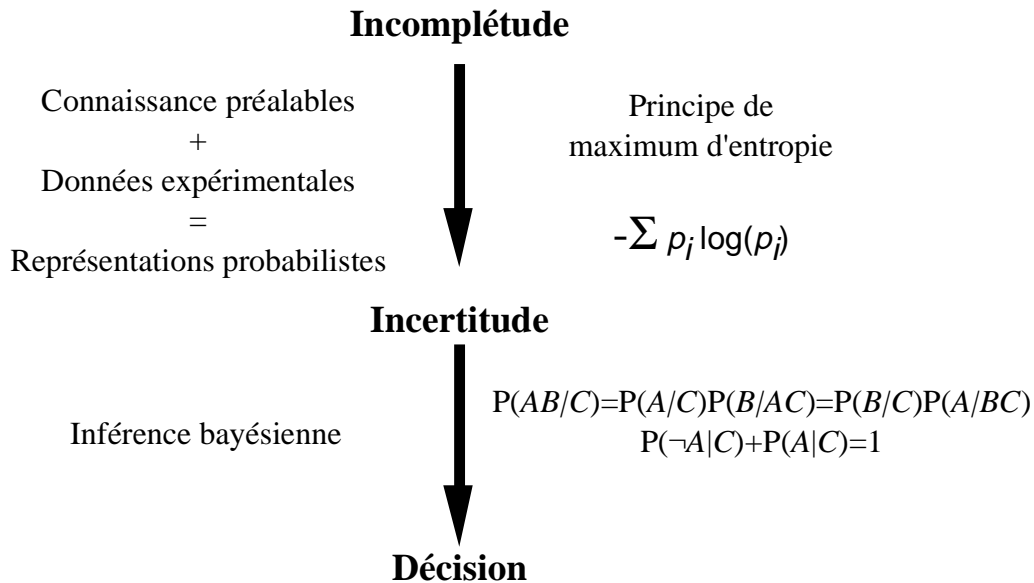 Incomplétude
Connaissance préalables
+
Données expérimentales
=
Représentations probabilistes
Principe de
maximum d'entropie
-Σ pi log(pi)
Incertitude
Inférence bayésienne
P(AB/C)=P(A/C)P(B/AC)=P(B/C)P(A/BC)
P(¬A|C)+P(A|C)=1
Décision